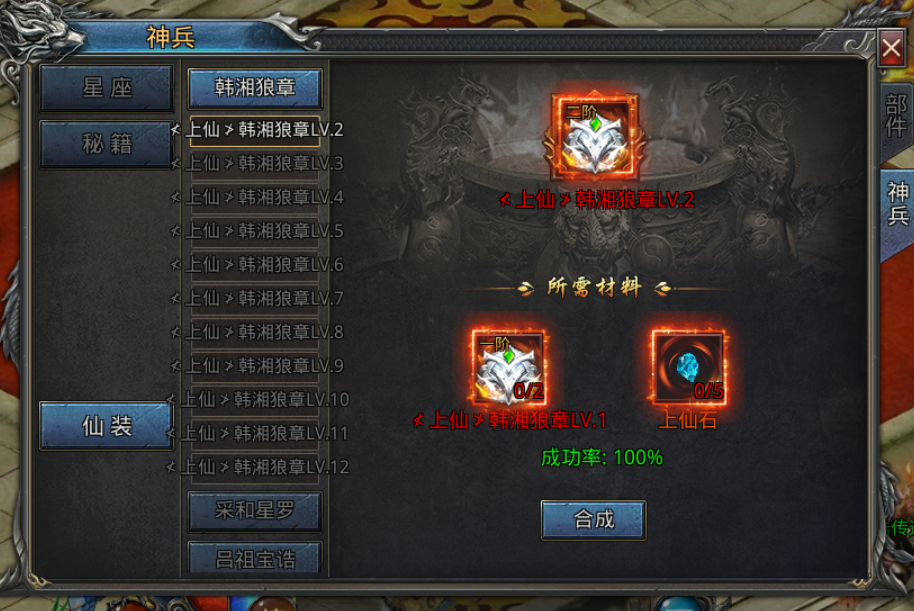 神兵
星座
秘籍
仙装
韩湘狼章
≮上仙≯韩湘狼章LV.2
≮上仙≯韩湘狼章LV.3
≮上仙≯韩湘狼章LV.4
≮上仙≯韩湘狼章LV.5
≮上仙≯韩湘狼章LV.6
≮上仙≯韩湘狼章LV.7
≮上仙≯韩湘狼章LV.8
≮上仙≯韩湘狼章LV.9
≮上仙≯韩湘狼章LV.10
≮上仙≯韩湘狼章LV.11
≮上仙≯韩湘狼章LV.12
采和星罗
吕祖宝诰
二阶
≮上仙≯韩湘狼章LV.2
所需材料
一阶
0/2
≮上仙≯韩湘狼章LV.1
0/5
上仙石
成功率: 100%
合成
部件
神兵